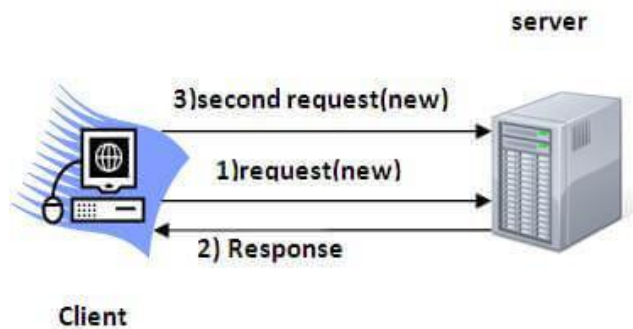 server
3)second request(new)
1)request(new)
2) Response
Client